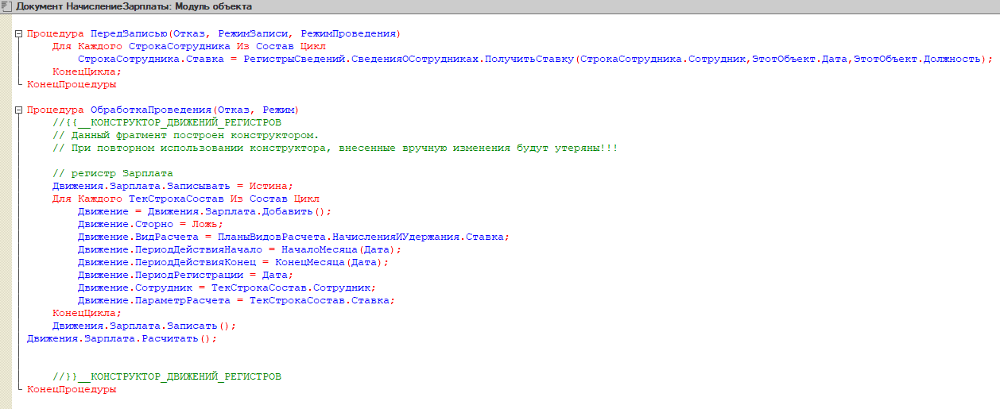 Документ НачислениеЗарплаты: Модуль объекта
Процедура ПередЗаписью(Отказ, РежимЗаписи, РежимПроведения)
Для Каждого СтрокаСотрудника Из Состав Цикл
СтрокаСотрудника.Ставка = РегистрыСведений.СведенияОСотрудниках.ПолучитьСтавку(СтрокаСотрудника.Сотрудник,ЭтотОбъект.Дата,ЭтотОбъект.Должность);
КонецЦикла;
КонецПроцедуры
Процедура ОбработкаПроведения(Отказ, Режим)
//{{__КОНСТРУКТОР_ДВИЖЕНИЙ_РЕГИСТРОВ
// Данный фрагмент построен конструктором.
// При повторном использовании конструктора, внесенные вручную изменения будут утеряны!!!
// регистр Зарплата
Движения.Зарплата.Записывать = Истина;
Для Каждого ТекСтрокаСостав Из Состав Цикл
Движение = Движения.Зарплата.Добавить();
Движение.Сторно = Ложь;
Движение.ВидРасчета = ПланыВидовРасчета.НачисленияИУдержания.Ставка;
Движение.ПериодДействияНачало = НачалоМесяца(Дата);
Движение.ПериодДействияКонец = КонецМесяца(Дата);
Движение.ПериодРегистрации = Дата;
Движение.Сотрудник = ТекСтрокаСостав.Сотрудник;
Движение.ПараметрРасчета = ТекСтрокаСостав.Ставка;
КонецЦикла;
Движения.Зарплата.Записать();
Движения.Зарплата.Расчитать();
//}}__КОНСТРУКТОР_ДВИЖЕНИЙ_РЕГИСТРОВ
КонецПроцедуры